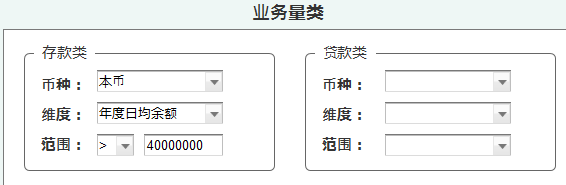 业务量类
存款类
币种： 本币
维度： 年度日均余额
范围： > 40000000
贷款类
币种：
维度：
范围：